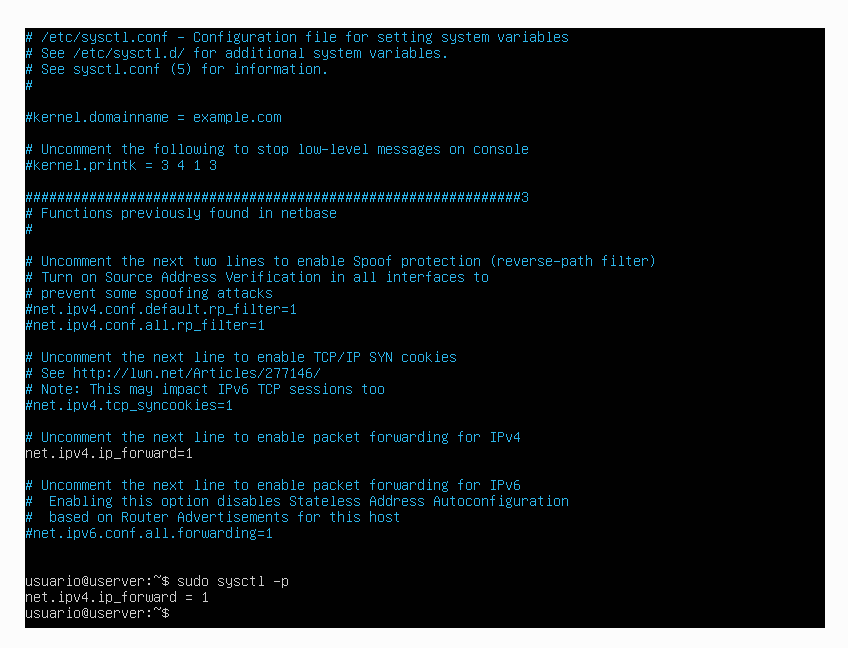 # /etc/sysctl.conf - Configuration file for setting system variables
# See /etc/sysctl.d/ for additional system variables.
# See sysctl.conf (5) for information.
#
#kernel.domainname = example.com
# Uncomment the following to stop low-level messages on console
#kernel.printk = 3 4 1 3
##############################################################3
# Functions previously found in netbase
#
# Uncomment the next two lines to enable Spoof protection (reverse-path filter)
# Turn on Source Address Verification in all interfaces to
# prevent some spoofing attacks
#net.ipv4.conf.default.rp_filter=1
#net.ipv4.conf.all.rp_filter=1
# Uncomment the next line to enable TCP/IP SYN cookies
# See http://lwn.net/Articles/277146/
# Note: This may impact IPv6 TCP sessions too
#net.ipv4.tcp_syncookies=1
# Uncomment the next line to enable packet forwarding for IPv4
net.ipv4.ip_forward=1
# Uncomment the next line to enable packet forwarding for IPv6
#  Enabling this option disables Stateless Address Autoconfiguration
#  based on Router Advertisements for this host
#net.ipv6.conf.all.forwarding=1
usuario@userver:~$ sudo sysctl -p
net.ipv4.ip_forward = 1
usuario@userver:~$